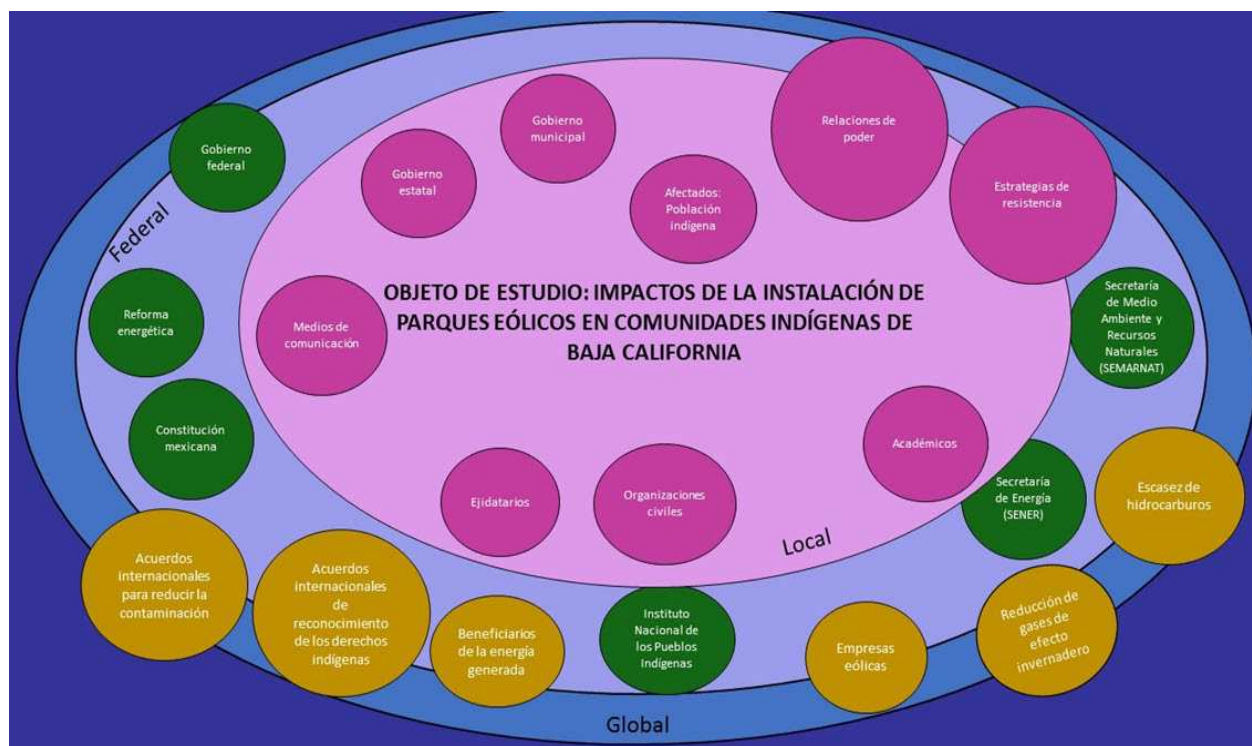 Gobierno
federal
Gobierno
estatal
Gobierno
municipal
Afectados:
Población
indígena
Relaciones de
poder
Estrategias de
resistencia
Federal
Reforma
energética
Medios de
comunicación
OBJETO DE ESTUDIO: IMPACTOS DE LA INSTALACIÓN DE
PARQUES EÓLICOS EN COMUNIDADES INDÍGENAS DE
BAJA CALIFORNIA
Secretaría
de Medio
Ambiente y
Recursos
Naturales
(SEMARNAT)
Constitución
mexicana
Ejidatarios
Organizaciones
civiles
Académicos
Secretaría
de Energía
(SENER)
Escasez de
hidrocarburos
Local
Acuerdos
internacionales
para reducir la
contaminación
Acuerdos
internacionales
de
reconocimiento
de los derechos
indígenas
Beneficiarios
de la energía
generada
Instituto
Nacional de
los Pueblos
Indígenas
Empresas
eólicas
Reducción de
gases de
efecto
invernadero
Global